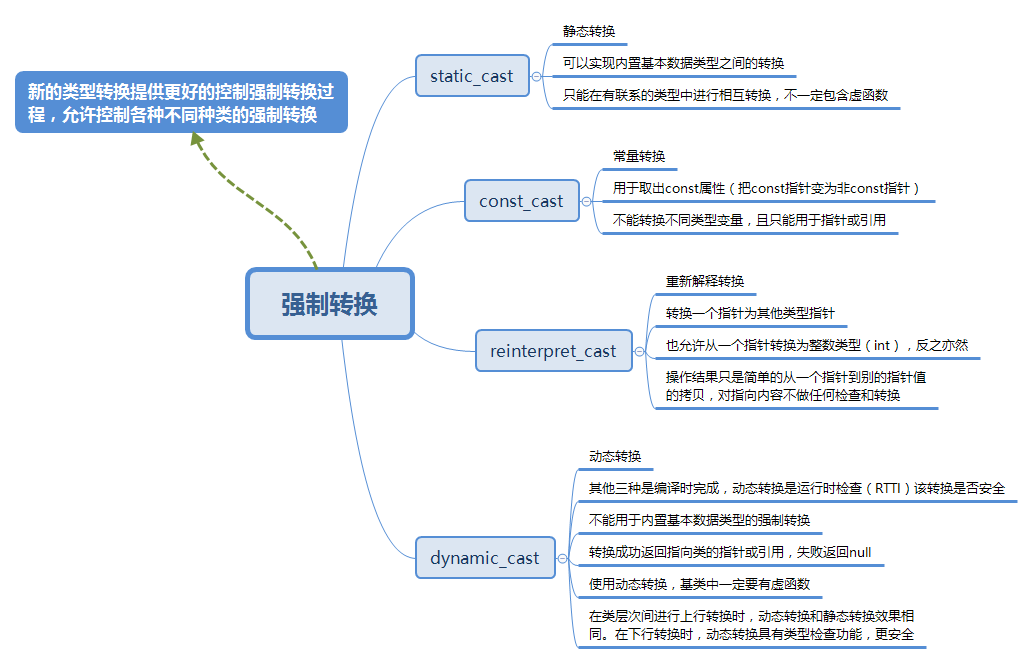 新的类型转换提供更好的控制强制转换过
程，允许控制各种不同种类的强制转换
强制转换
static_cast
静态转换
可以实现内置基本数据类型之间的转换
只能在有联系的类型中进行相互转换，不一定包含虚函数
const_cast
常量转换
用于取出const属性（把const指针变为非const指针）
不能转换不同类型变量，且只能用于指针或引用
reinterpret_cast
重新解释转换
转换一个指针为其他类型指针
也允许从一个指针转换为整数类型（int），反之亦然
操作结果只是简单的从一个指针到别的指针值
的拷贝，对指向内容不做任何检查和转换
dynamic_cast
动态转换
其他三种是编译时完成，动态转换是运行时检查（RTTI）该转换是否安全
不能用于内置基本数据类型的强制转换
转换成功返回指向类的指针或引用，失败返回null
使用动态转换，基类中一定要有虚函数
在类层次间进行上行转换时，动态转换和静态转换效果相
同。在下行转换时，动态转换具有类型检查功能，更安全